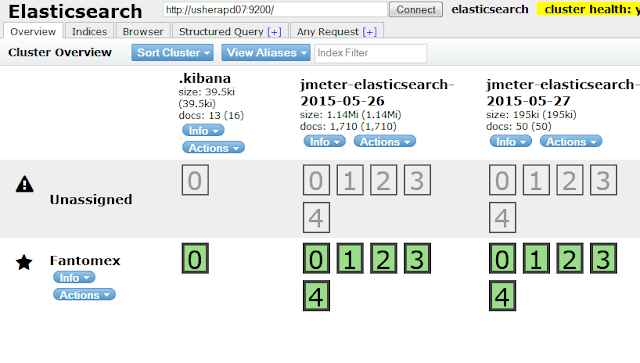 Elasticsearch http://usherapd07:9200/ Connect elasticsearch cluster health: y
Overview Indices Browser Structured Query [+] Any Request [+]
Cluster Overview Sort Cluster View Aliases Index Filter
.kibana
size: 39.5ki
(39.5ki)
docs: 13 (16)
Info
Actions
jmeter-elasticsearch-
2015-05-26
size: 1.14Mi (1.14Mi)
docs: 1,710 (1,710)
Info Actions
jmeter-elasticsearch-
2015-05-27
size: 195ki (195ki)
docs: 50 (50)
Info Actions
Unassigned
0 0 1 2 3 0 1 2 3
4 4
Fantomex
Info
Actions
0 0 1 2 3 0 1 2 3
4 4